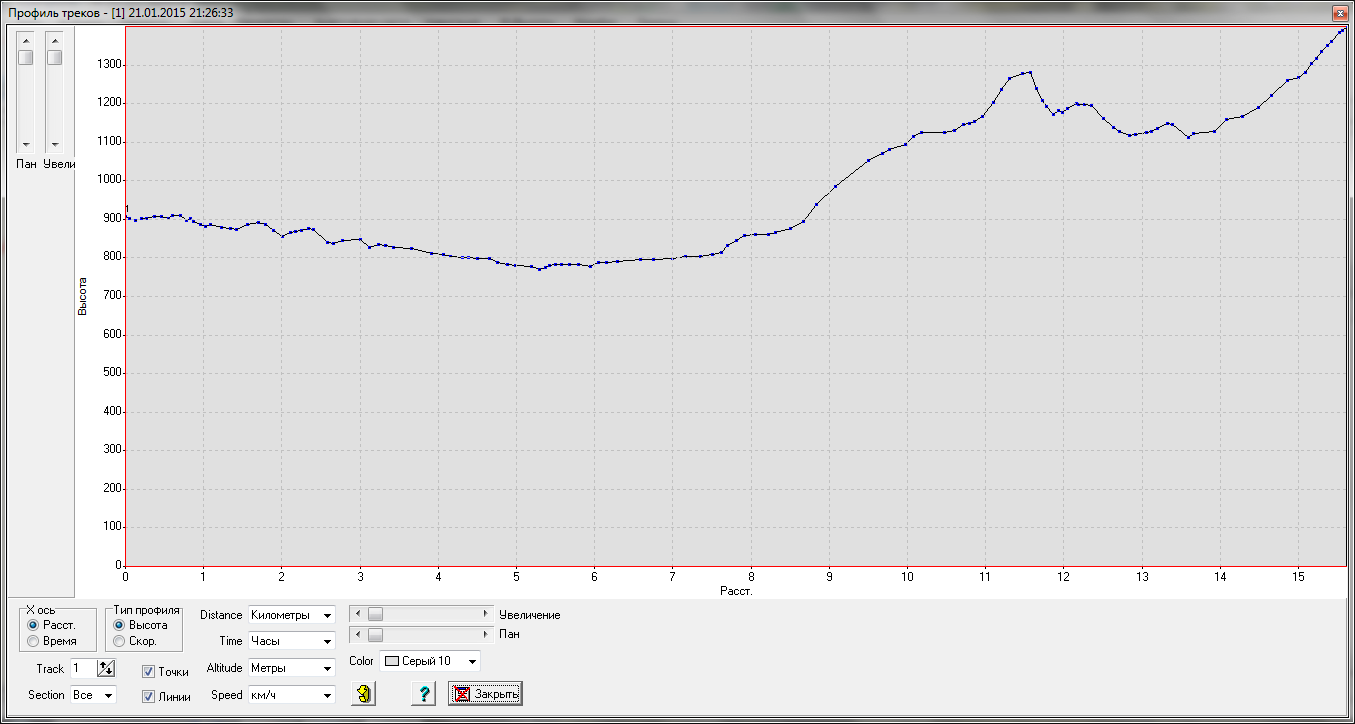 Профиль треков - [1] 21.01.2015 21:26:33
Пан Увели
1300
1200
1100
1000
900
800
700
600
500
400
300
200
100
0
Высота
1
0 1 2 3 4 5 6 7 8 9 10 11 12 13 14 15
Расст.
X ось
Расст.
Время
Тип профиля
Высота
Скор.
Distance Километры
Time Часы
Altitude Метры
Speed км/ч
Увеличение
Пан
Color Серый 10
Track 1
Section Все
Точки
Линии
? Закрыть